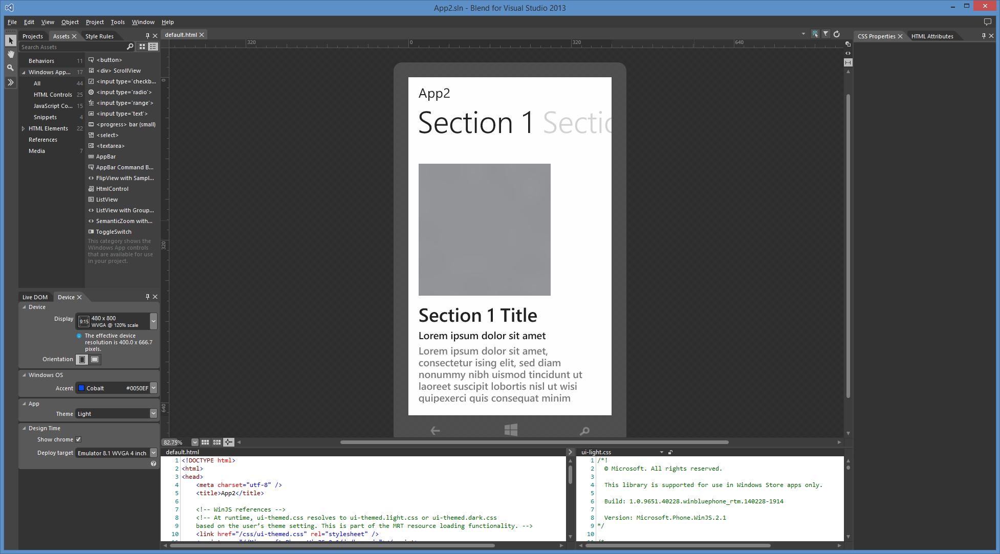 App2.sln - Blend for Visual Studio 2013
File Edit View Object Project Tools Window Help
Projects Assets Style Rules
Search Assets
Behaviors 11
Windows App... 17
All 44
HTML Controls 25
JavaScript Co... 15
Snippets 4
HTML Elements 22
References
Media 7
<button>
<div> ScrollView
<input type='checkb...
<input type='radio'>
<input type='range'>
<input type='text'>
<progress> bar (small)
<select>
<textarea>
AppBar
AppBar Command B...
FlipView with Sampl...
HtmlControl
ListView
ListView with Group...
SemanticZoom with...
ToggleSwitch
This category shows the
Windows App controls
that are available for use
in your project.
Live DOM Device
Device
Display 9:15 480 x 800
WVGA @ 120% scale
The effective device
resolution is 400.0 x 666.7
pixels.
Orientation
Windows OS
Accent Cobalt #0050EF
App
Theme Light
Design Time
Show chrome
Deploy target Emulator 8.1 WVGA 4 inch
default.html
320 0 320 640
0
320
640
App2
Section 1 Sectio
Section 1 Title
Lorem ipsum dolor sit amet
Lorem ipsum dolor sit amet,
consectetur ising elit, sed diam
nonummy nibh uismod tincidunt ut
laoreet suscipit lobortis nisl ut wisi
quipexerci quis consequat minim
82.75%
default.html
1 <!DOCTYPE html>
2 <html>
3 <head>
4 <meta charset="utf-8" />
5 <title>App2</title>
6
7 <!-- WinJS references -->
8 <!-- At runtime, ui-themed.css resolves to ui-themed.light.css or ui-themed.dark.css
9 based on the user's theme setting. This is part of the MRT resource loading functionality. -->
10 <link href="/css/ui-themed.css" rel="stylesheet" />
ui-light.css
1 /*!
2 © Microsoft. All rights reserved.
3
4 This library is supported for use in Windows Store apps only.
5
6 Build: 1.0.9651.40228.winbluephone_rtm.140228-1914
7
8 Version: Microsoft.Phone.WinJS.2.1
9 */
10
CSS Properties HTML Attributes